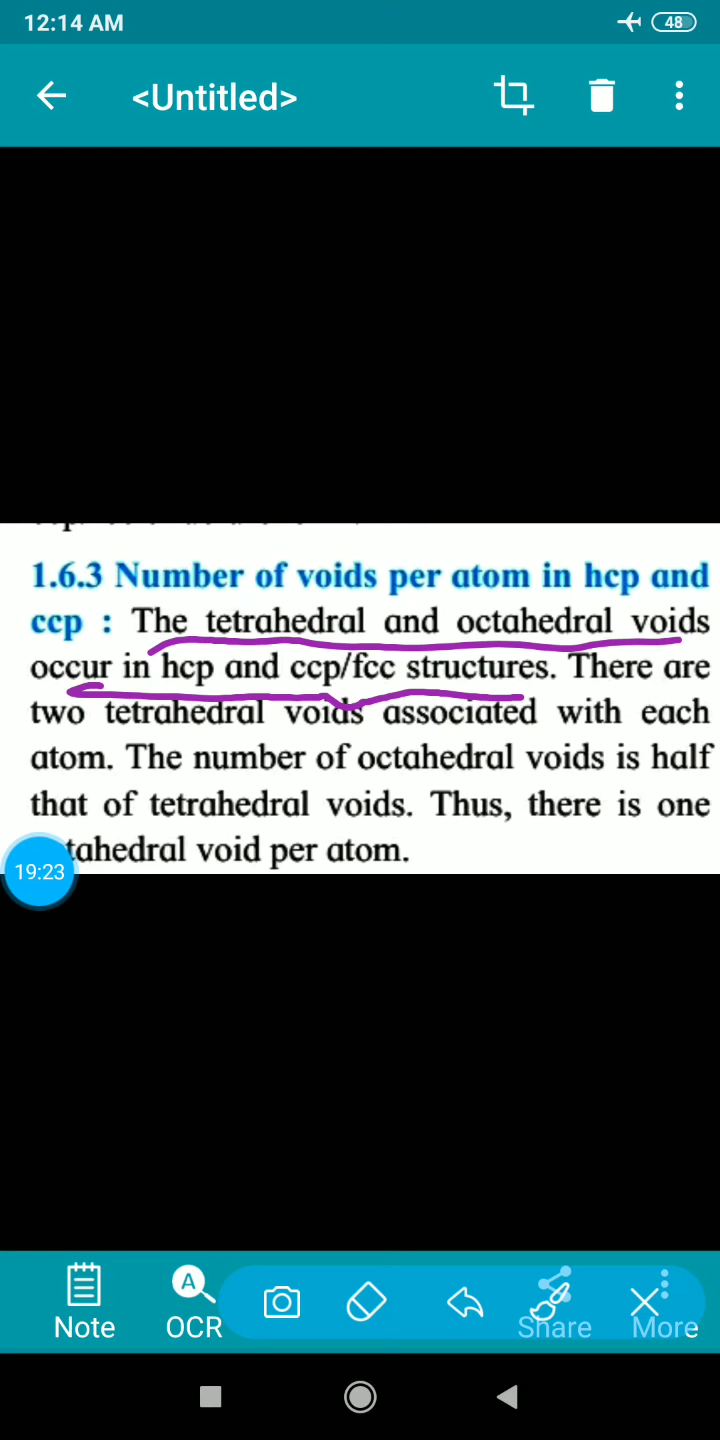 12:14 AM
48
<Untitled>
1.6.3 Number of voids per atom in hcp and
ccp : The tetrahedral and octahedral voids
occur in hcp and ccp/fcc structures. There are
two tetrahedral voids associated with each
atom. The number of octahedral voids is half
that of tetrahedral voids. Thus, there is one
tahedral void per atom.
19:23
A
Note OCR Share More